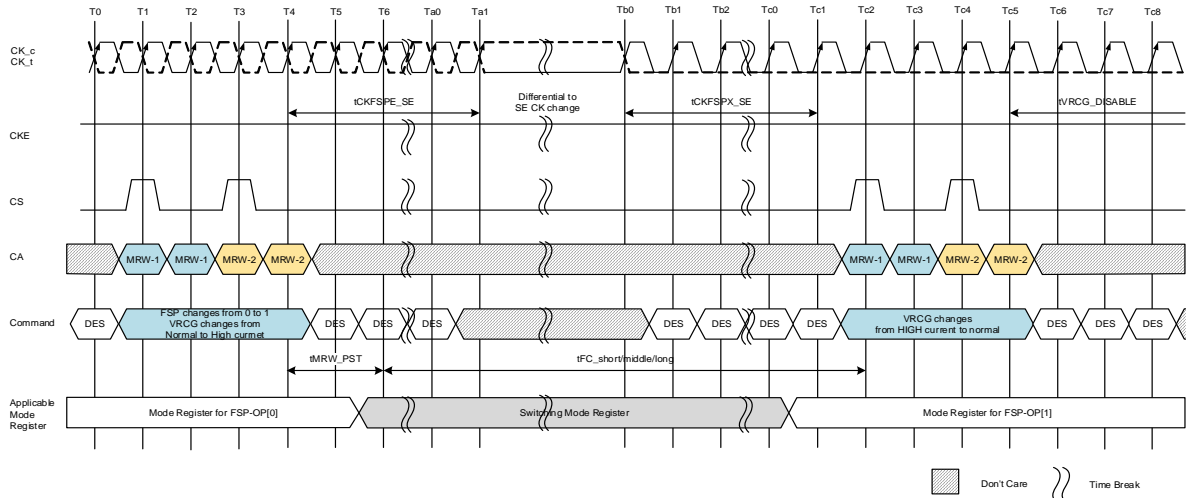 T0 T1 T2 T3 T4 T5 T6 Ta0 Ta1 Tb0 Tb1 Tb2 Tc0 Tc1 Tc2 Tc3 Tc4 Tc5 Tc6 Tc7 Tc8
CK_c
CK_t
tCKFSPE_SE
Differential to
SE CK change
tCKFSPX_SE
tVRCG_DISABLE
CKE
CS
CA
MRW-1 MRW-1 MRW-2 MRW-2 MRW-1 MRW-1 MRW-2 MRW-2
Command
DES
FSP changes from 0 to 1
VRCG changes from
Normal to High curmet
DES DES DES DES DES DES DES
VRCG changes
from HIGH current to normal
DES DES DES
tMRW_PST
tFC_short/middle/long
Applicable
Mode
Register
Mode Register for FSP-OP[0]
Switching Mode Register
Mode Register for FSP-OP[1]
Don't Care
Time Break